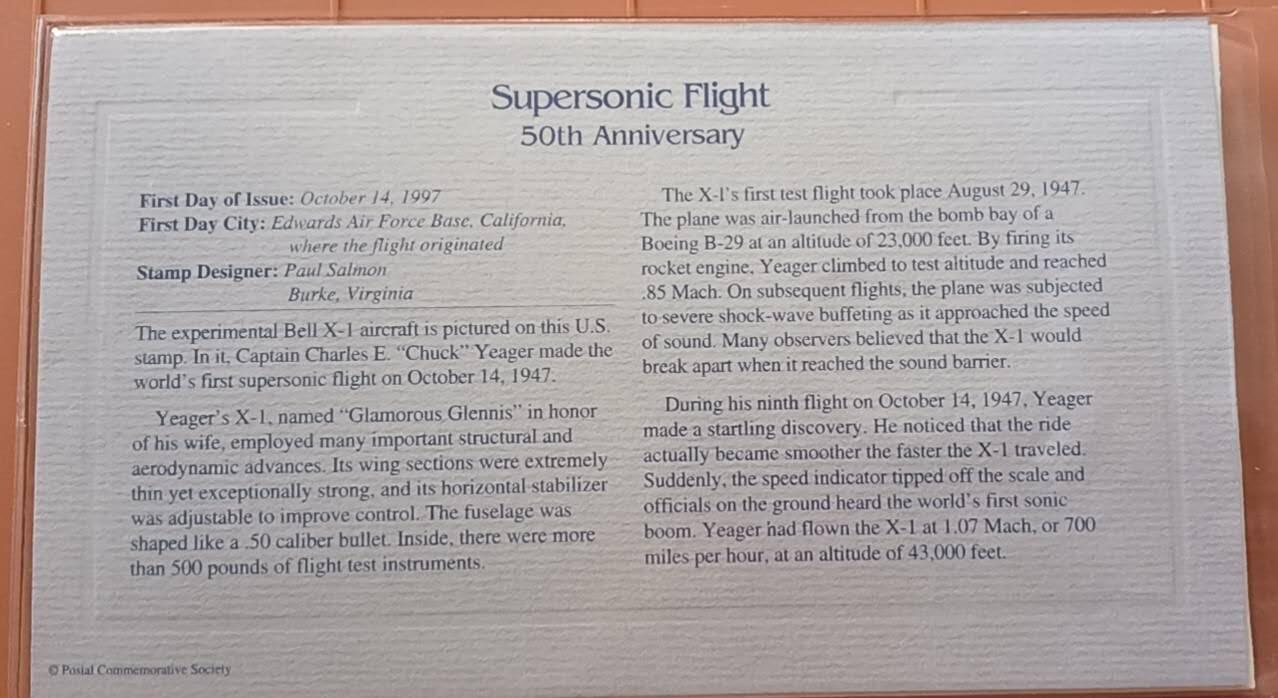 Supersonic Flight
50th Anniversary
First Day of Issue: October 14, 1997
First Day City: Edwards Air Force Base, California,
where the flight originated
Stamp Designer: Paul Salmon
Burke, Virginia
The experimental Bell X-1 aircraft is pictured on this U.S.
stamp. In it, Captain Charles E. “Chuck” Yeager made the
world’s first supersonic flight on October 14, 1947.
Yeager’s X-1, named “Glamorous Glennis” in honor
of his wife, employed many important structural and
aerodynamic advances. Its wing sections were extremely
thin yet exceptionally strong, and its horizontal stabilizer
was adjustable to improve control. The fuselage was
shaped like a .50 caliber bullet. Inside, there were more
than 500 pounds of flight test instruments.
The X-1’s first test flight took place August 29, 1947.
The plane was air-launched from the bomb bay of a
Boeing B-29 at an altitude of 23,000 feet. By firing its
rocket engine, Yeager climbed to test altitude and reached
.85 Mach. On subsequent flights, the plane was subjected
to severe shock-wave buffeting as it approached the speed
of sound. Many observers believed that the X-1 would
break apart when it reached the sound barrier.
During his ninth flight on October 14, 1947, Yeager
made a startling discovery. He noticed that the ride
actually became smoother the faster the X-1 traveled.
Suddenly, the speed indicator tipped off the scale and
officials on the ground heard the world’s first sonic
boom. Yeager had flown the X-1 at 1.07 Mach, or 700
miles per hour, at an altitude of 43,000 feet.
© Postal Commemorative Society